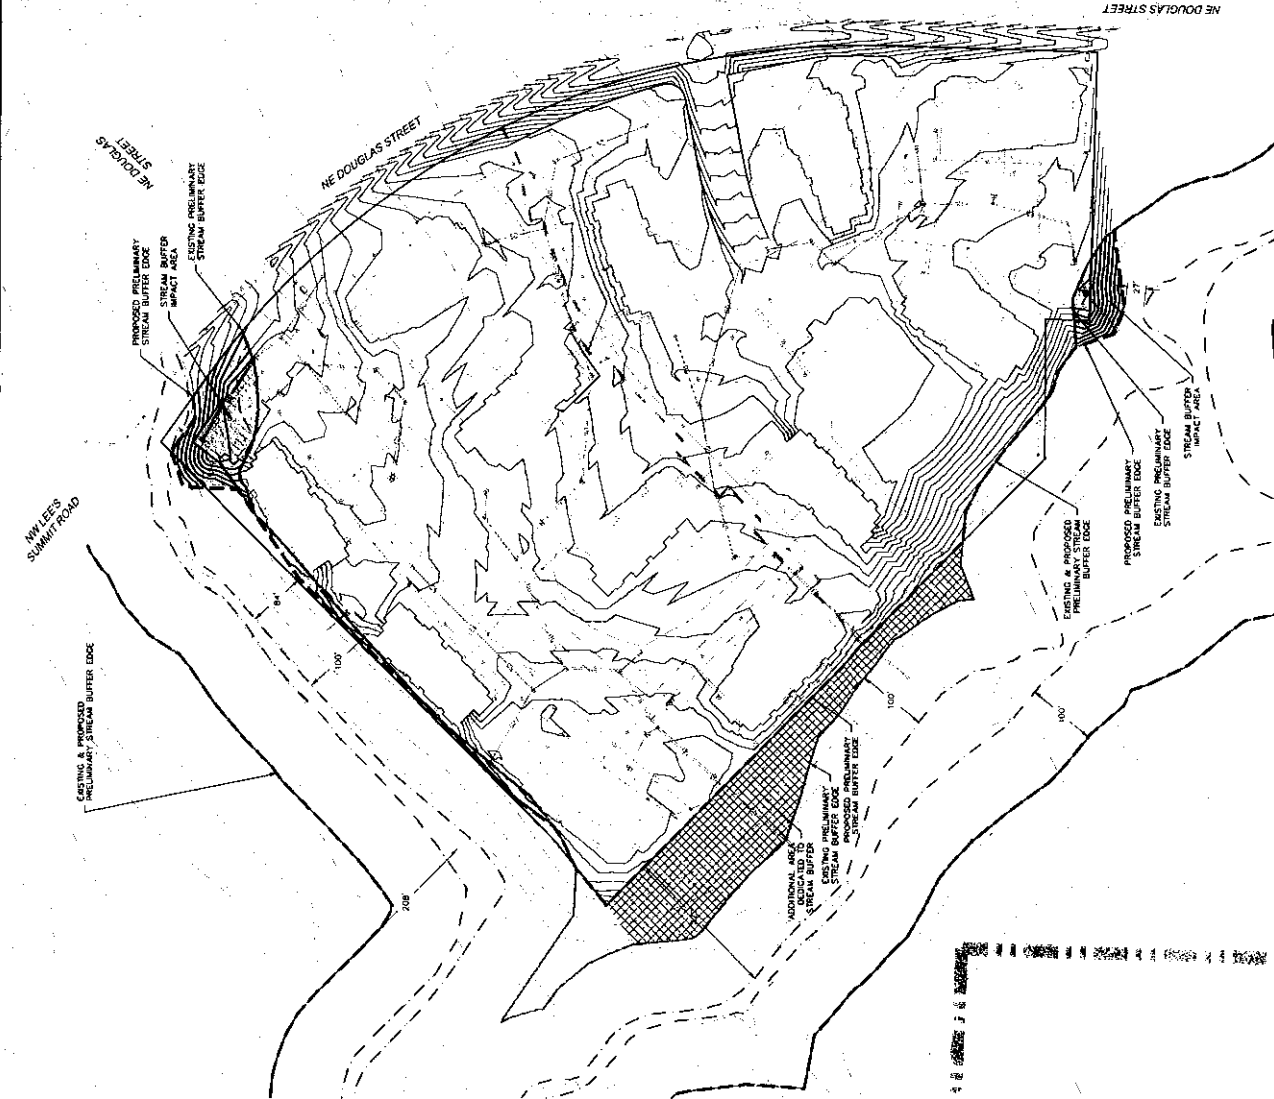 NE DOUGLAS STREET
NE DOUGLAS
STREET
NE DOUGLAS STREET
PROPOSED PRELIMINARY
STREAM BUFFER EDGE
STREAM BUFFER
IMPACT AREA
EXISTING PRELIMINARY
STREAM BUFFER EDGE
NW LEES
SUMMIT ROAD
EXISTING & PROPOSED
PRELIMINARY STREAM BUFFER EDGE
84'
100'
208'
ADDITIONAL AREA
DEDICATED TO
STREAM BUFFER
EXISTING PRELIMINARY
STREAM BUFFER EDGE
PROPOSED PRELIMINARY
STREAM BUFFER EDGE
100'
100'
EXISTING & PROPOSED
PRELIMINARY STREAM
BUFFER EDGE
PROPOSED PRELIMINARY
STREAM BUFFER EDGE
EXISTING PRELIMINARY
STREAM BUFFER EDGE
STREAM BUFFER
IMPACT AREA
27'